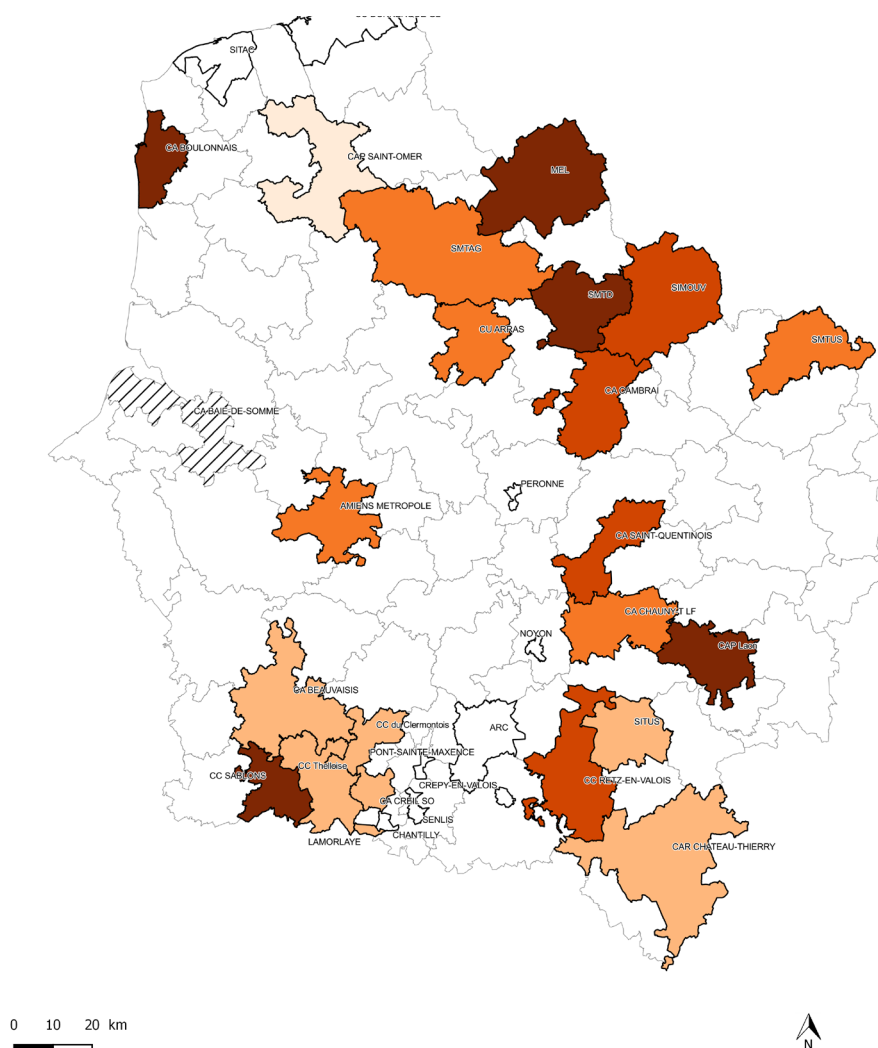 SITAC
CA BOULONNAIS
CAP SAINT-OMER
MEL
SMTAG
SMTD
SIMOUV
CU ARRAS
SMTUS
CA CAMBRAI
CA-BAIE-DE-SOMME
PERONNE
AMIENS METROPOLE
CA SAINT-QUENTINOIS
CA CHAUNY-T LF
NOYON
CAP Laon
CA BEAUVAISIS
CC du Clermontois
ARC
SITUS
PONT-SAINTE-MAXENCE
CC Thelloise
CC SABLONS
CREPY-EN-VALOIS
CC RETZ-EN-VALOIS
CA CREIL SO
SENLIS
CHANTILLY
LAMORLAYE
CAR CHATEAU-THIERRY
0 10 20 km
N